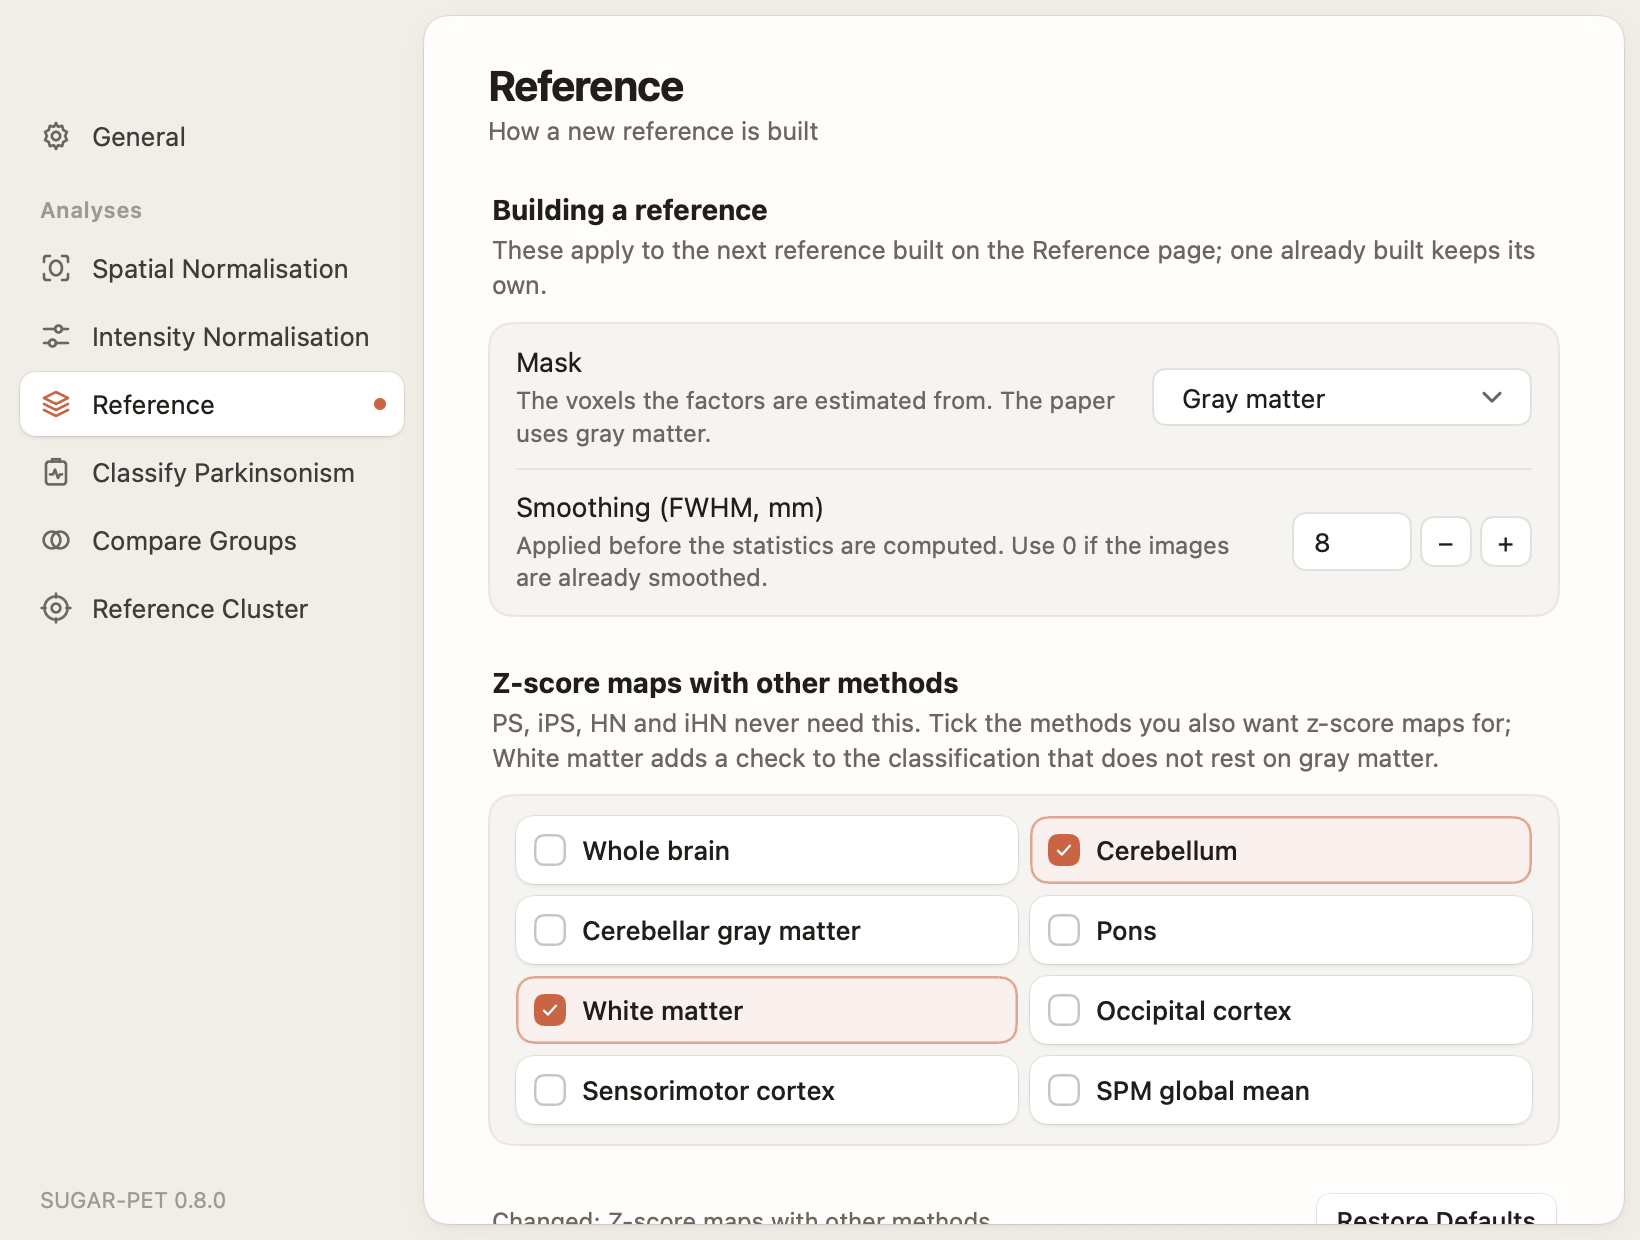 General
Analyses
Spatial Normalisation
Intensity Normalisation
Reference
Classify Parkinsonism
Compare Groups
Reference Cluster
SUGAR-PET 0.8.0
Reference
How a new reference is built
Building a reference
These apply to the next reference built on the Reference page; one already built keeps its
own.
Mask
The voxels the factors are estimated from. The paper
uses gray matter.
Gray matter
Smoothing (FWHM, mm)
Applied before the statistics are computed. Use 0 if the images
are already smoothed.
8
Z-score maps with other methods
PS, iPS, HN and iHN never need this. Tick the methods you also want z-score maps for;
White matter adds a check to the classification that does not rest on gray matter.
Whole brain
Cerebellum
Cerebellar gray matter
Pons
White matter
Occipital cortex
Sensorimotor cortex
SPM global mean
Changed: Z-score maps with other methods
Restore Defaults